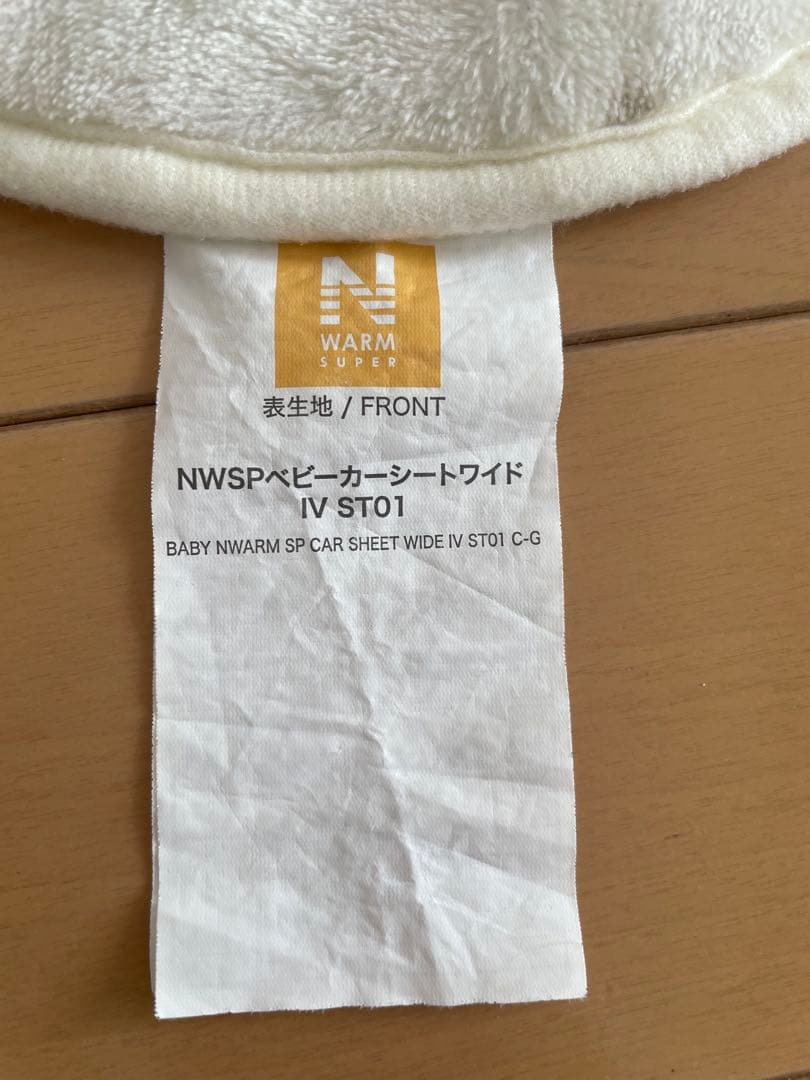 N
WARM
SUPER
表生地 / FRONT
NWSPベビーカーシートワイド
IV ST01
BABY NWARM SP CAR SHEET WIDE IV ST01 C-G